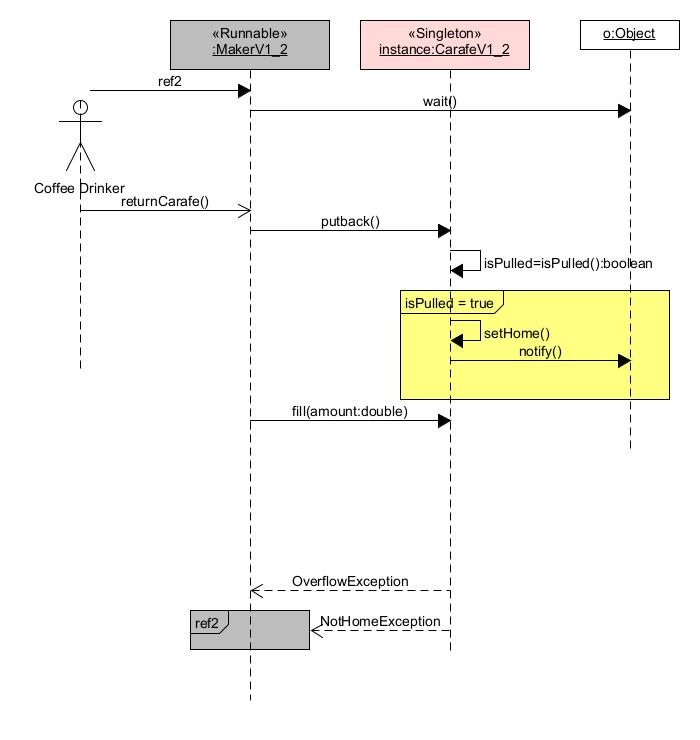 «Runnable»
:MakerV1_2
«Singleton»
instance:CarafeV1_2
o:Object
ref2
wait()
Coffee Drinker
returnCarafe()
putback()
isPulled=isPulled():boolean
isPulled = true
setHome()
notify()
fill(amount:double)
OverflowException
ref2
NotHomeException